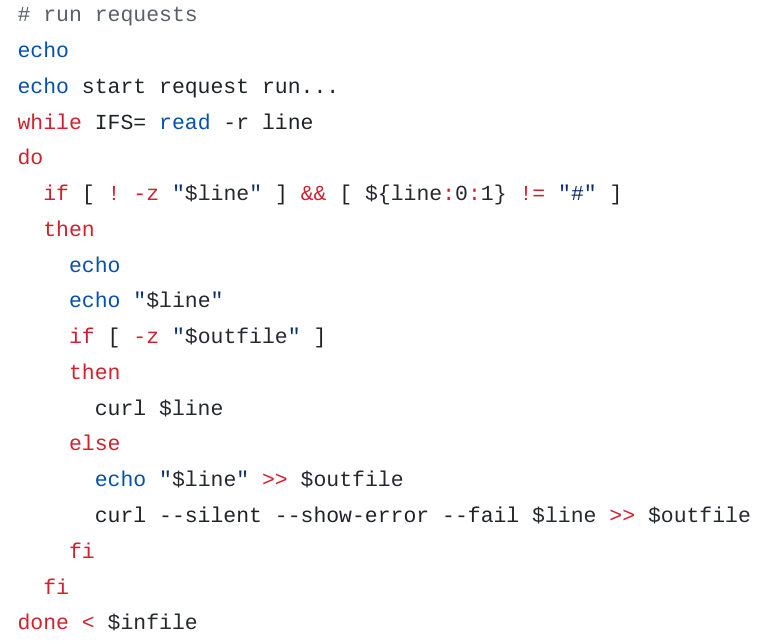 # run requests
echo
echo start request run...
while IFS= read -r line
do
  if [ ! -z "$line" ] && [ ${line:0:1} != "#" ]
  then
    echo
    echo "$line"
    if [ -z "$outfile" ]
    then
      curl $line
    else
      echo "$line" >> $outfile
      curl --silent --show-error --fail $line >> $outfile
    fi
  fi
done < $infile